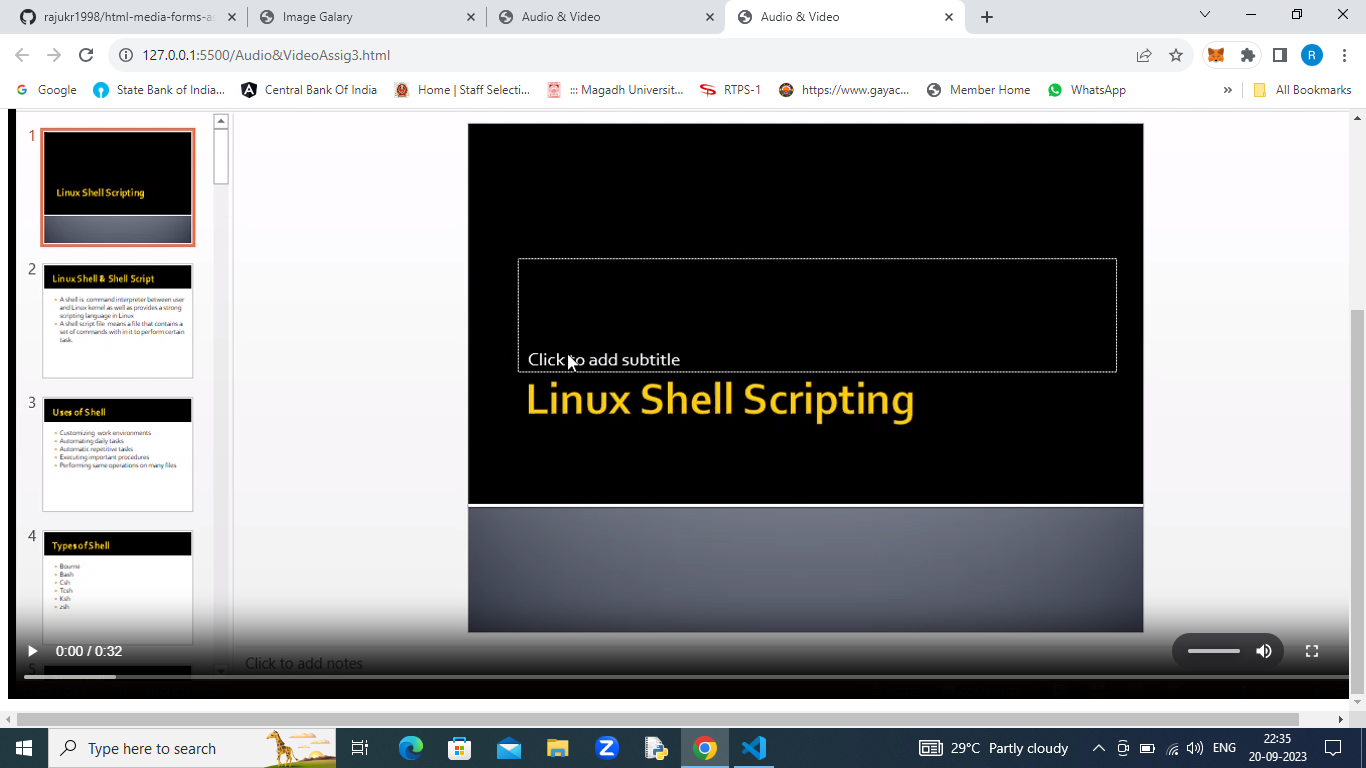 rajukr1998/html-media-forms-as
Image Galary
Audio & Video
Audio & Video
127.0.0.1:5500/Audio&VideoAssig3.html
R
Google
State Bank of India...
Central Bank Of India
Home | Staff Selecti...
::: Magadh Universit...
RTPS-1
https://www.gayac...
Member Home
WhatsApp
»
All Bookmarks
1
Linux Shell Scripting
2
Linux Shell & Shell Script
A shell is command interpreter between user
and Linux kernel as well as provides a strong
scripting language in Linux
A shell script file means a file that contains a
set of commands with in it to perform certain
task.
3
Uses of Shell
Customizing work environments
Automating daily tasks
Automatic repetitive tasks
Executing important procedures
Performing same operations on many files
4
Types of Shell
Bourne
Bash
Csh
Tcsh
Ksh
zsh
5
Click to add subtitle
Linux Shell Scripting
0:00 / 0:32
Click to add notes
Type here to search
29°C Partly cloudy
ENG
22:35
20-09-2023